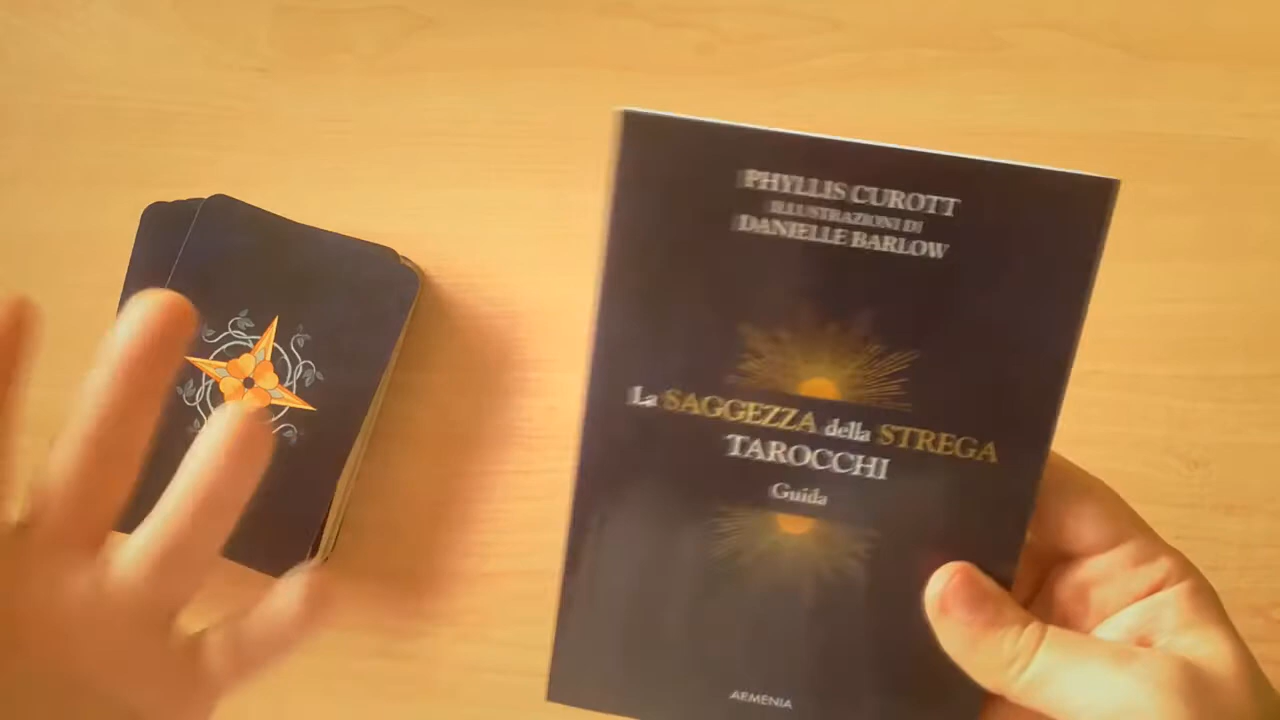 PHYLLIS CUROTT
ILLUSTRAZIONI DI
DANIELLE BARLOW
La SAGGEZZA della STREGA
TAROCCHI
Guida
ARMENIA